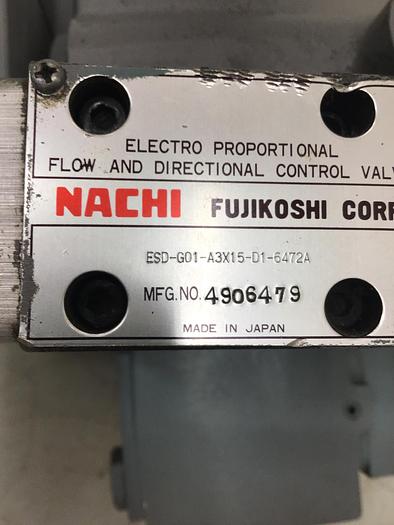 ELECTRO PROPORTIONAL
FLOW AND DIRECTIONAL CONTROL VALV
NACHI FUJIKOSHI CORP
ESD-G01-A3X15-D1-6472A
MFG.NO. 4906479
MADE IN JAPAN